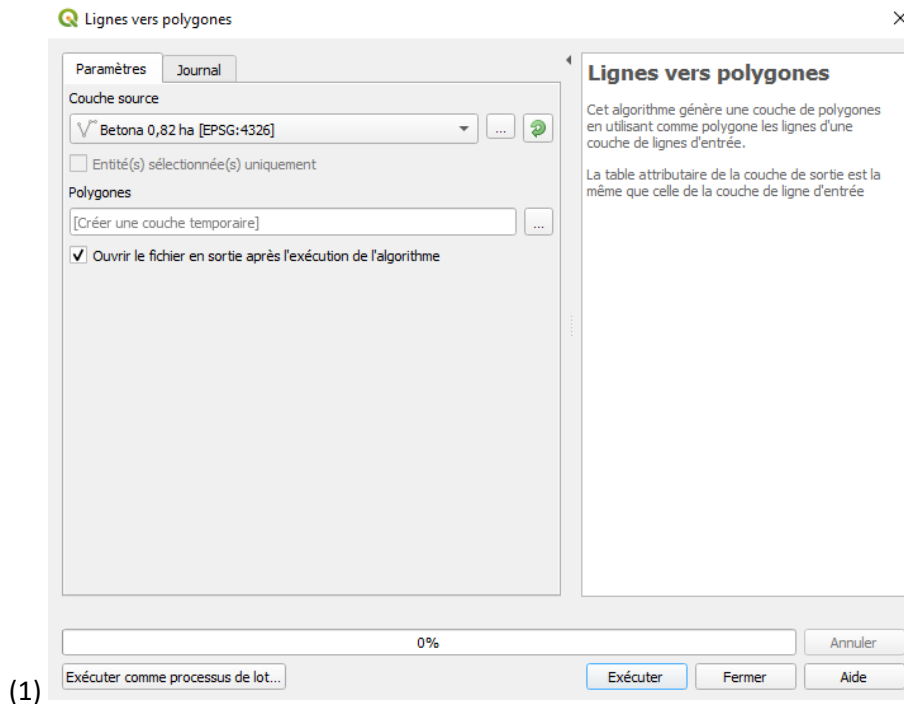 Lignes vers polygones
Paramètres Journal
Couche source
Betona 0,82 ha [EPSG:4326] ...
Entité(s) sélectionnée(s) uniquement
Polygones
[Créer une couche temporaire] ...
Ouvrir le fichier en sortie après l'exécution de l'algorithme
Lignes vers polygones
Cet algorithme génère une couche de polygones
en utilisant comme polygone les lignes d'une
couche de lignes d'entrée.
La table attributaire de la couche de sortie est la
même que celle de la couche de ligne d'entrée
0% Annuler
(1) Exécuter comme processus de lot... Exécuter Fermer Aide